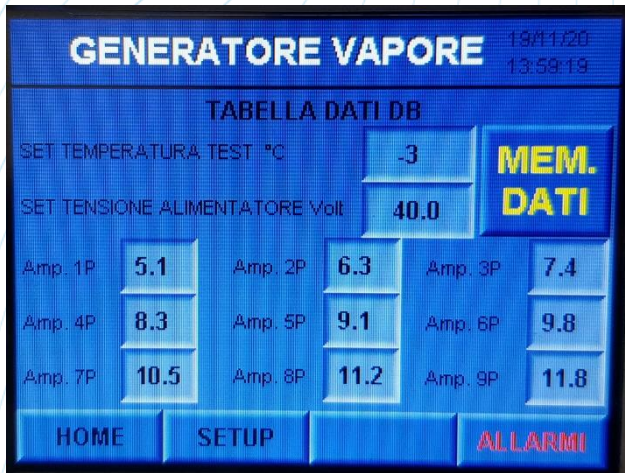 GENERATORE VAPORE 19/11/20
13:59:19
TABELLA DATI DB
SET TEMPERATURA TEST °C -3 MEM.
SET TENSIONE ALIMENTATORE Volt 40.0 DATI
Amp. 1P 5.1 Amp. 2P 6.3 Amp. 3P 7.4
Amp. 4P 8.3 Amp. 5P 9.1 Amp. 6P 9.8
Amp. 7P 10.5 Amp. 8P 11.2 Amp. 9P 11.8
HOME SETUP ALLARMI